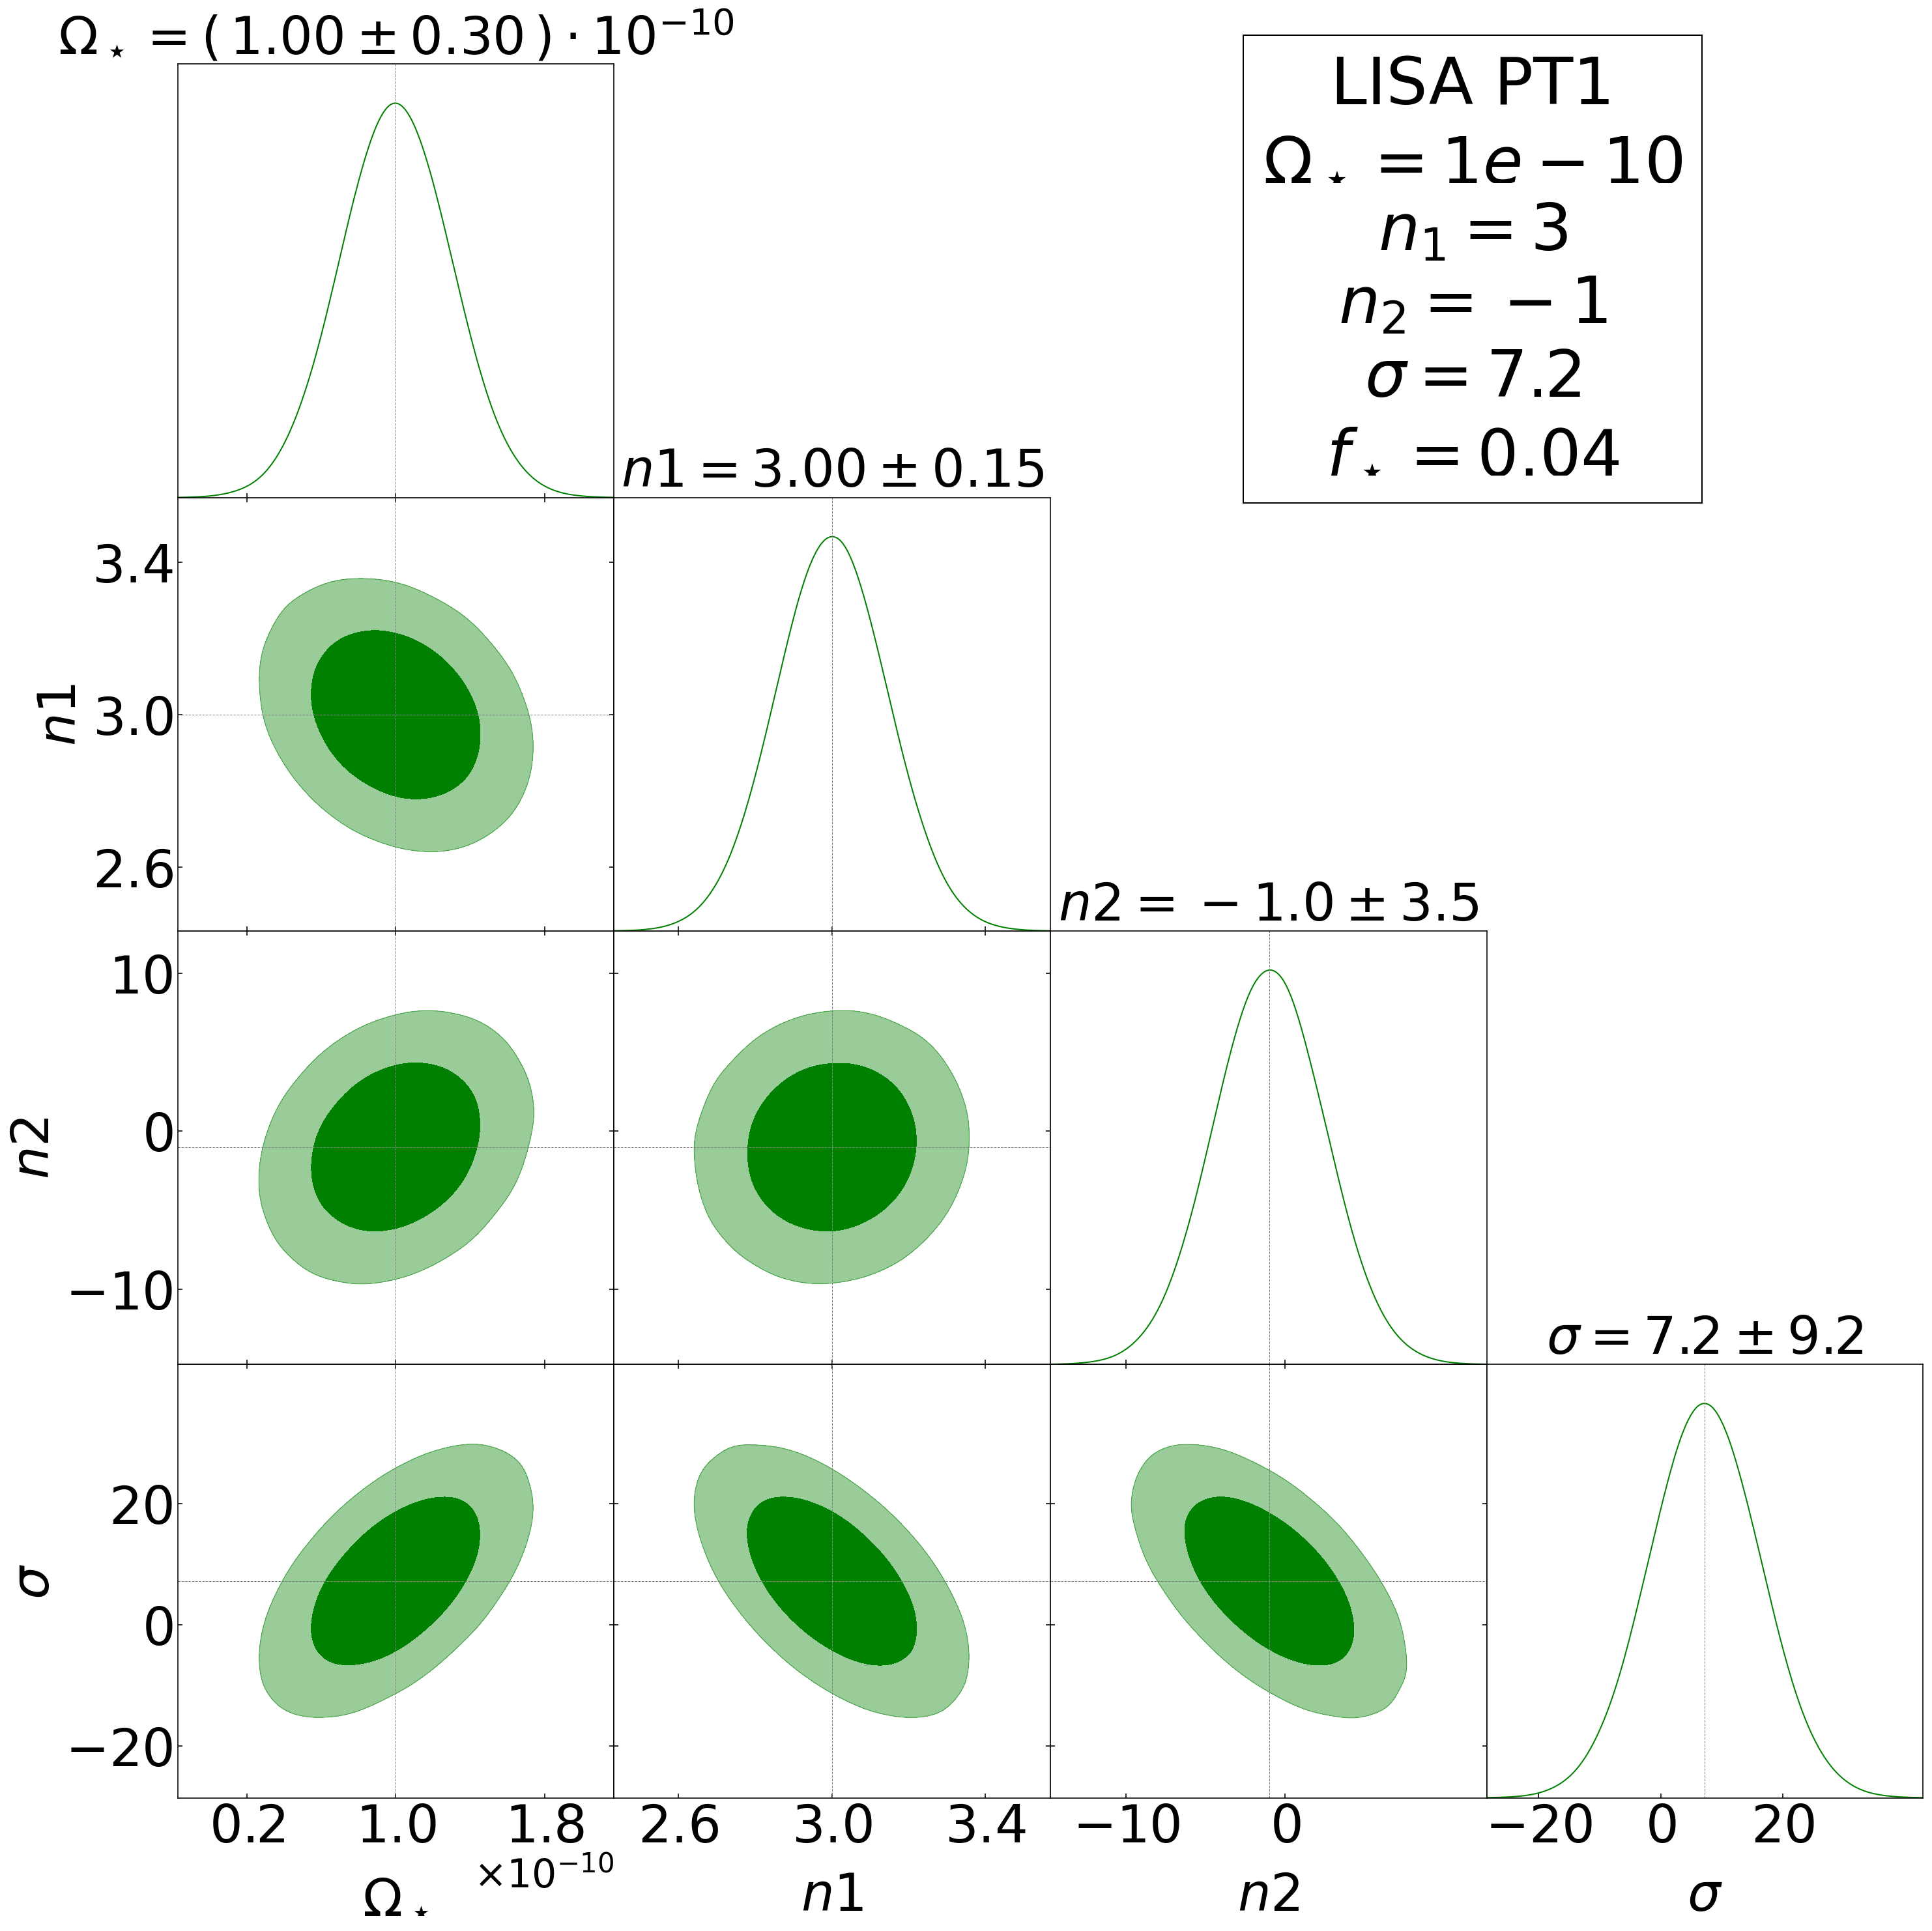 Ω⋆ = ( 1.00 ± 0.30 ) · 10⁻¹⁰
LISA PT1
Ω⋆ = 1e − 10
n₁ = 3
n₂ = − 1
σ = 7.2
f⋆ = 0.04
n1 = 3.00 ± 0.15
3.4
3.0
2.6
n1
n2 = − 1.0 ± 3.5
10
0
−10
n2
σ = 7.2 ± 9.2
20
0
−20
σ
0.2 1.0 1.8 2.6 3.0 3.4 −10 0 −20 0 20
×10⁻¹⁰
Ω⋆ n1 n2 σ